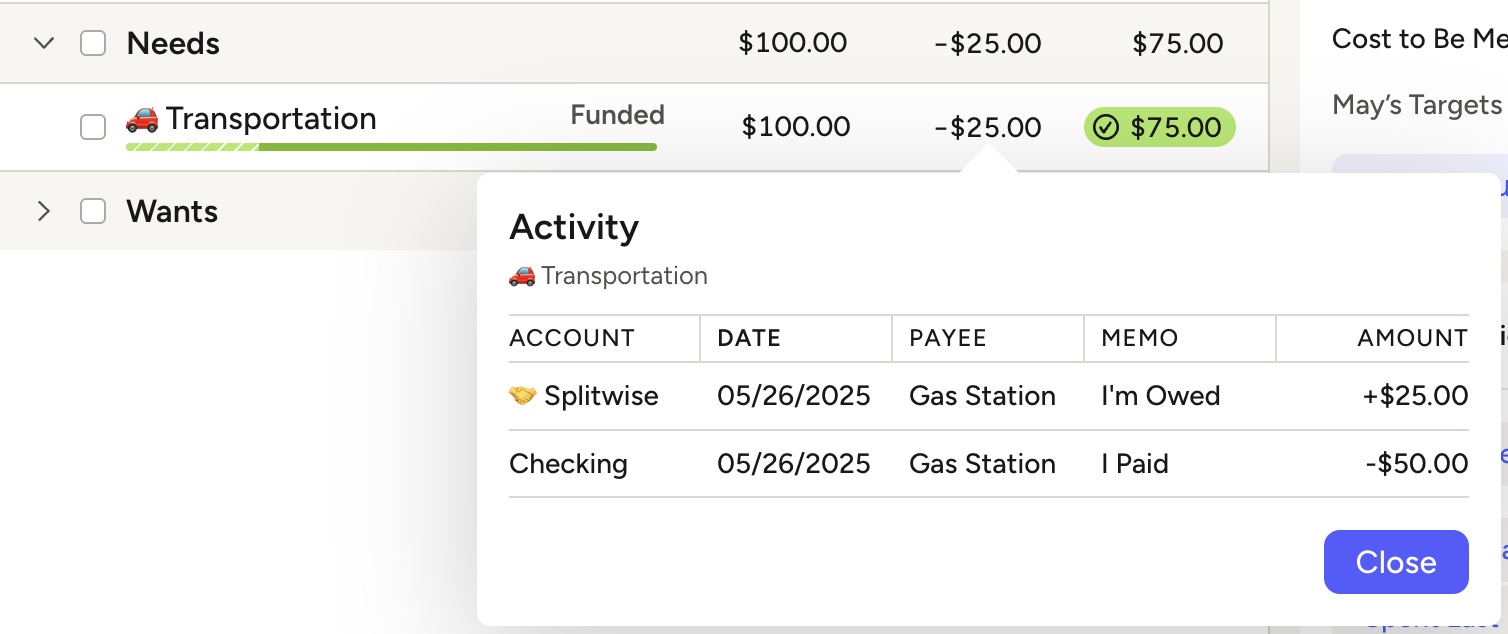 Needs $100.00 -$25.00 $75.00
Transportation Funded $100.00 -$25.00 $75.00
Wants
Cost to Be
May's Targets
Activity
Transportation
ACCOUNT DATE PAYEE MEMO AMOUNT
Splitwise 05/26/2025 Gas Station I'm Owed +$25.00
Checking 05/26/2025 Gas Station I Paid -$50.00
Close